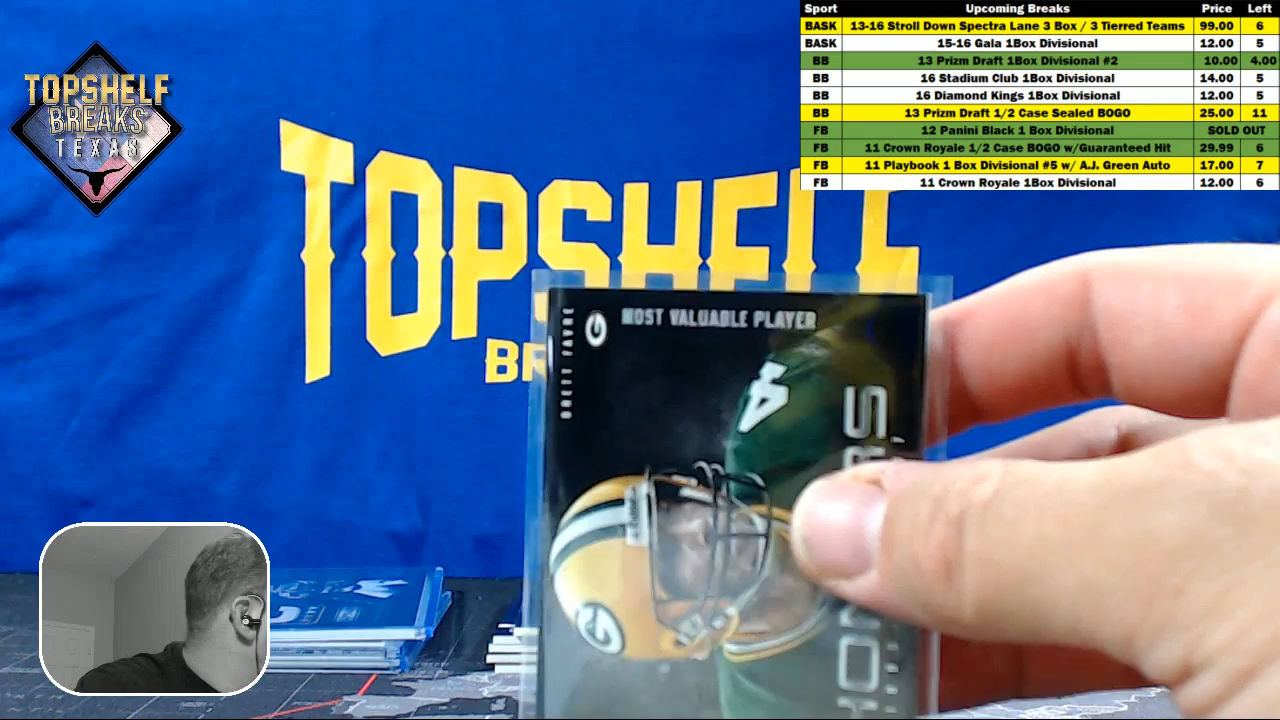 Sport Upcoming Breaks Price Left
BASK 13-16 Stroll Down Spectra Lane 3 Box / 3 Tierred Teams 99.00 6
BASK 15-16 Gala 1Box Divisional 12.00 5
BB 13 Prizm Draft 1Box Divisional #2 10.00 4.00
BB 16 Stadium Club 1Box Divisional 14.00 5
BB 16 Diamond Kings 1Box Divisional 12.00 5
BB 13 Prizm Draft 1/2 Case Sealed BOGO 25.00 11
FB 12 Panini Black 1 Box Divisional SOLD OUT
FB 11 Crown Royale 1/2 Case BOGO w/Guaranteed Hit 29.99 6
FB 11 Playbook 1 Box Divisional #5 w/ A.J. Green Auto 17.00 7
FB 11 Crown Royale 1Box Divisional 12.00 6
TOPSHELF
BREAKS
TEXAS
TOPSHELF
BR
MOST VALUABLE PLAYER
BRETT FAVRE
G
4
G